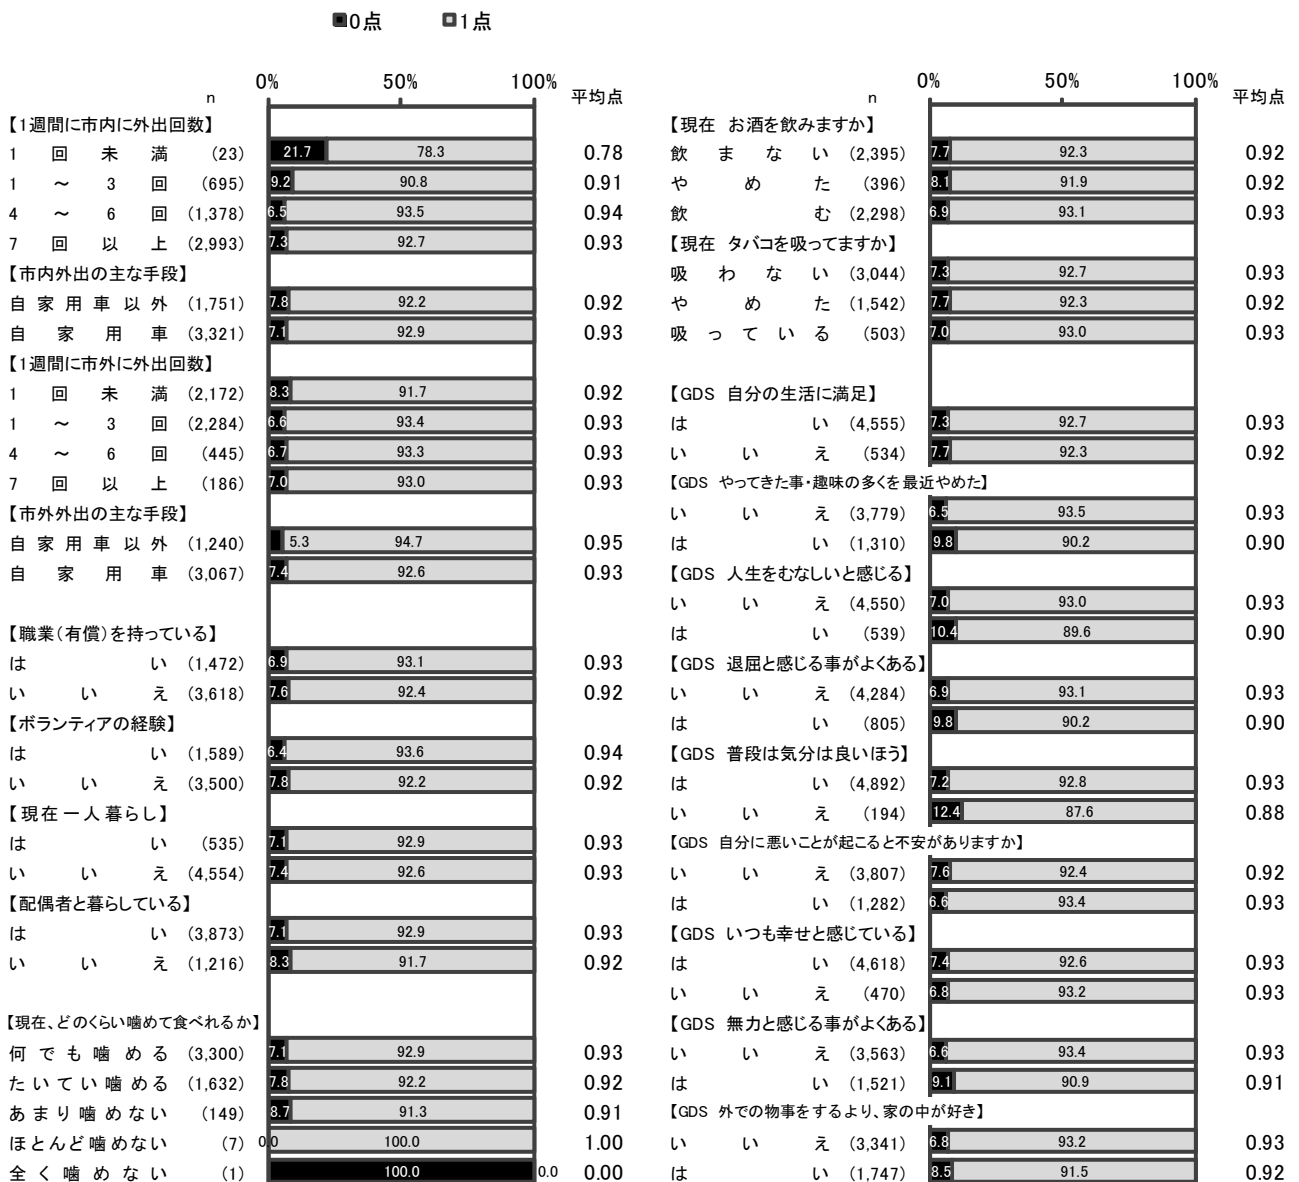 ■0点 □1点
0% 50% 100%
n 平均点
【1週間に市内に外出回数】
1回未満 (23) 21.7 78.3 0.78
1～3回 (695) 9.2 90.8 0.91
4～6回 (1,378) 6.5 93.5 0.94
7回以上 (2,993) 7.3 92.7 0.93
【市内外出の主な手段】
自家用車以外 (1,751) 7.8 92.2 0.92
自家用車 (3,321) 7.1 92.9 0.93
【1週間に市外に外出回数】
1回未満 (2,172) 8.3 91.7 0.92
1～3回 (2,284) 6.6 93.4 0.93
4～6回 (445) 6.7 93.3 0.93
7回以上 (186) 7.0 93.0 0.93
【市外外出の主な手段】
自家用車以外 (1,240) 5.3 94.7 0.95
自家用車 (3,067) 7.4 92.6 0.93
【職業（有償）を持っている】
はい (1,472) 6.9 93.1 0.93
いいえ (3,618) 7.6 92.4 0.92
【ボランティアの経験】
はい (1,589) 6.4 93.6 0.94
いいえ (3,500) 7.8 92.2 0.92
【現在一人暮らし】
はい (535) 7.1 92.9 0.93
いいえ (4,554) 7.4 92.6 0.93
【配偶者と暮らしている】
はい (3,873) 7.1 92.9 0.93
いいえ (1,216) 8.3 91.7 0.92
【現在、どのくらい噛めて食べれるか】
何でも噛める (3,300) 7.1 92.9 0.93
たいてい噛める (1,632) 7.8 92.2 0.92
あまり噛めない (149) 8.7 91.3 0.91
ほとんど噛めない (7) 0.0 100.0 1.00
全く噛めない (1) 100.0 0.0 0.00
0% 50% 100%
n 平均点
【現在 お酒を飲みますか】
飲まない (2,395) 7.7 92.3 0.92
やめた (396) 8.1 91.9 0.92
飲む (2,298) 6.9 93.1 0.93
【現在 タバコを吸ってますか】
吸わない (3,044) 7.3 92.7 0.93
やめた (1,542) 7.7 92.3 0.92
吸っている (503) 7.0 93.0 0.93
【GDS 自分の生活に満足】
はい (4,555) 7.3 92.7 0.93
いいえ (534) 7.7 92.3 0.92
【GDS やってきた事・趣味の多くを最近やめた】
いいえ (3,779) 6.5 93.5 0.93
はい (1,310) 9.8 90.2 0.90
【GDS 人生をむなしいと感じる】
いいえ (4,550) 7.0 93.0 0.93
はい (539) 10.4 89.6 0.90
【GDS 退屈と感じる事がよくある】
いいえ (4,284) 6.9 93.1 0.93
はい (805) 9.8 90.2 0.90
【GDS 普段は気分は良いほう】
はい (4,892) 7.2 92.8 0.93
いいえ (194) 12.4 87.6 0.88
【GDS 自分に悪いことが起こると不安がありますか】
いいえ (3,807) 7.6 92.4 0.92
はい (1,282) 6.6 93.4 0.93
【GDS いつも幸せと感じている】
はい (4,618) 7.4 92.6 0.93
いいえ (470) 6.8 93.2 0.93
【GDS 無力と感じる事がよくある】
いいえ (3,563) 6.6 93.4 0.93
はい (1,521) 9.1 90.9 0.91
【GDS 外での物事をするより、家の中が好き】
いいえ (3,341) 6.8 93.2 0.93
はい (1,747) 8.5 91.5 0.92